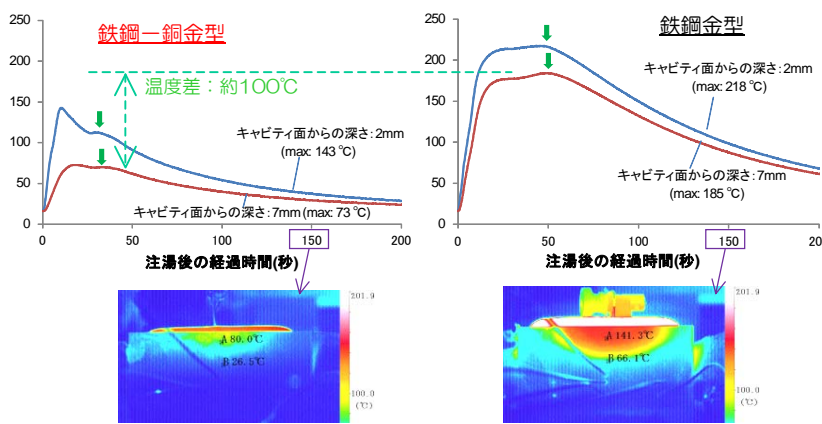 鉄鋼ー銅金型
250
200
150
100
50
0
温度差：約100℃
キャビティ面からの深さ：2mm
(max: 143 °C)
キャビティ面からの深さ：7mm (max: 73 °C)
0 50 100 150 200
注湯後の経過時間(秒)
鉄鋼金型
250
200
150
100
50
0
キャビティ面からの深さ：2mm
(max: 218 °C)
キャビティ面からの深さ：7mm
(max: 185 °C)
0 50 100 150 200
注湯後の経過時間(秒)
201.9
A 80.0℃
B 26.5℃
100.0
(℃)
201.9
A 141.3℃
B 66.1℃
100.0
(℃)